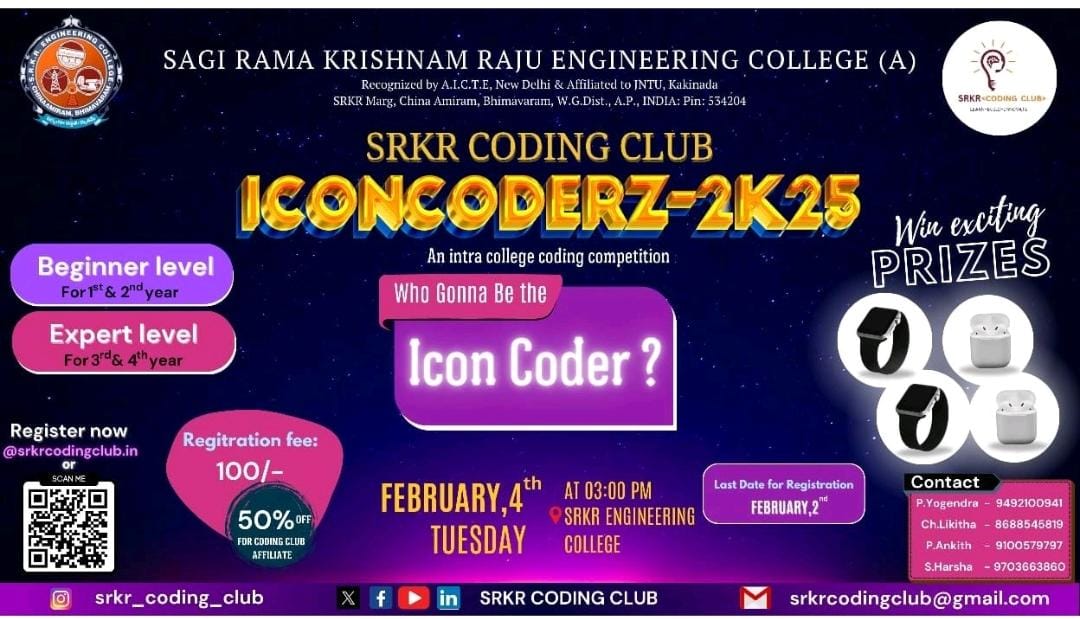 SAGI RAMA KRISHNAM RAJU ENGINEERING COLLEGE (A)
Recognized by A.I.C.T.E, New Delhi & Affiliated to JNTU, Kakinada
SRKR Marg, China Amiram, Bhimavaram, W.G.Dist., A.P., INDIA: Pin: 534204
SRKR<CODING CLUB>
SRKR CODING CLUB
ICONCODERZ-2K25
An intra college coding competition
Win exciting
PRIZES
Beginner level
For 1st & 2nd year
Expert level
For 3rd & 4th year
Who Gonna Be the
Icon Coder ?
Register now
@srkrcodingclub.in
or
SCAN ME
Regitration fee:
100/-
50% OFF
FOR CODING CLUB
AFFILIATE
FEBRUARY,4th
TUESDAY
AT 03:00 PM
SRKR ENGINEERING
COLLEGE
Last Date for Registration
FEBRUARY,2nd
Contact
P.Yogendra - 9492100941
Ch.Likitha - 8688545819
P.Ankith - 9100579797
S.Harsha - 9703663860
srkr_coding_club
SRKR CODING CLUB
srkrcodingclub@gmail.com